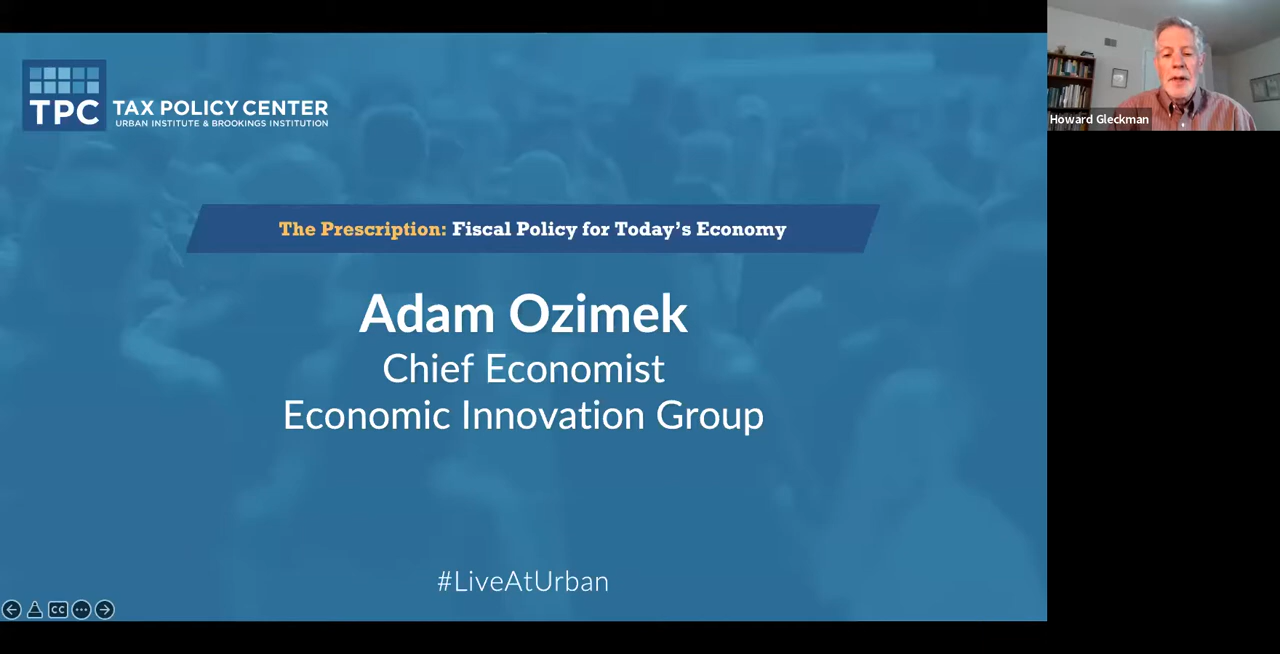 TPC
TAX POLICY CENTER
URBAN INSTITUTE & BROOKINGS INSTITUTION
Howard Gleckman
The Prescription: Fiscal Policy for Today's Economy
Adam Ozimek
Chief Economist
Economic Innovation Group
#LiveAtUrban
CC